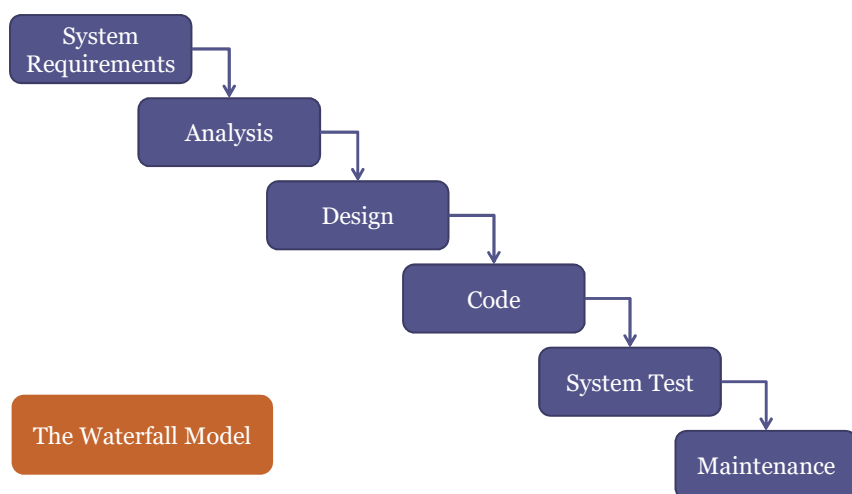 System
Requirements
Analysis
Design
Code
System Test
The Waterfall Model
Maintenance